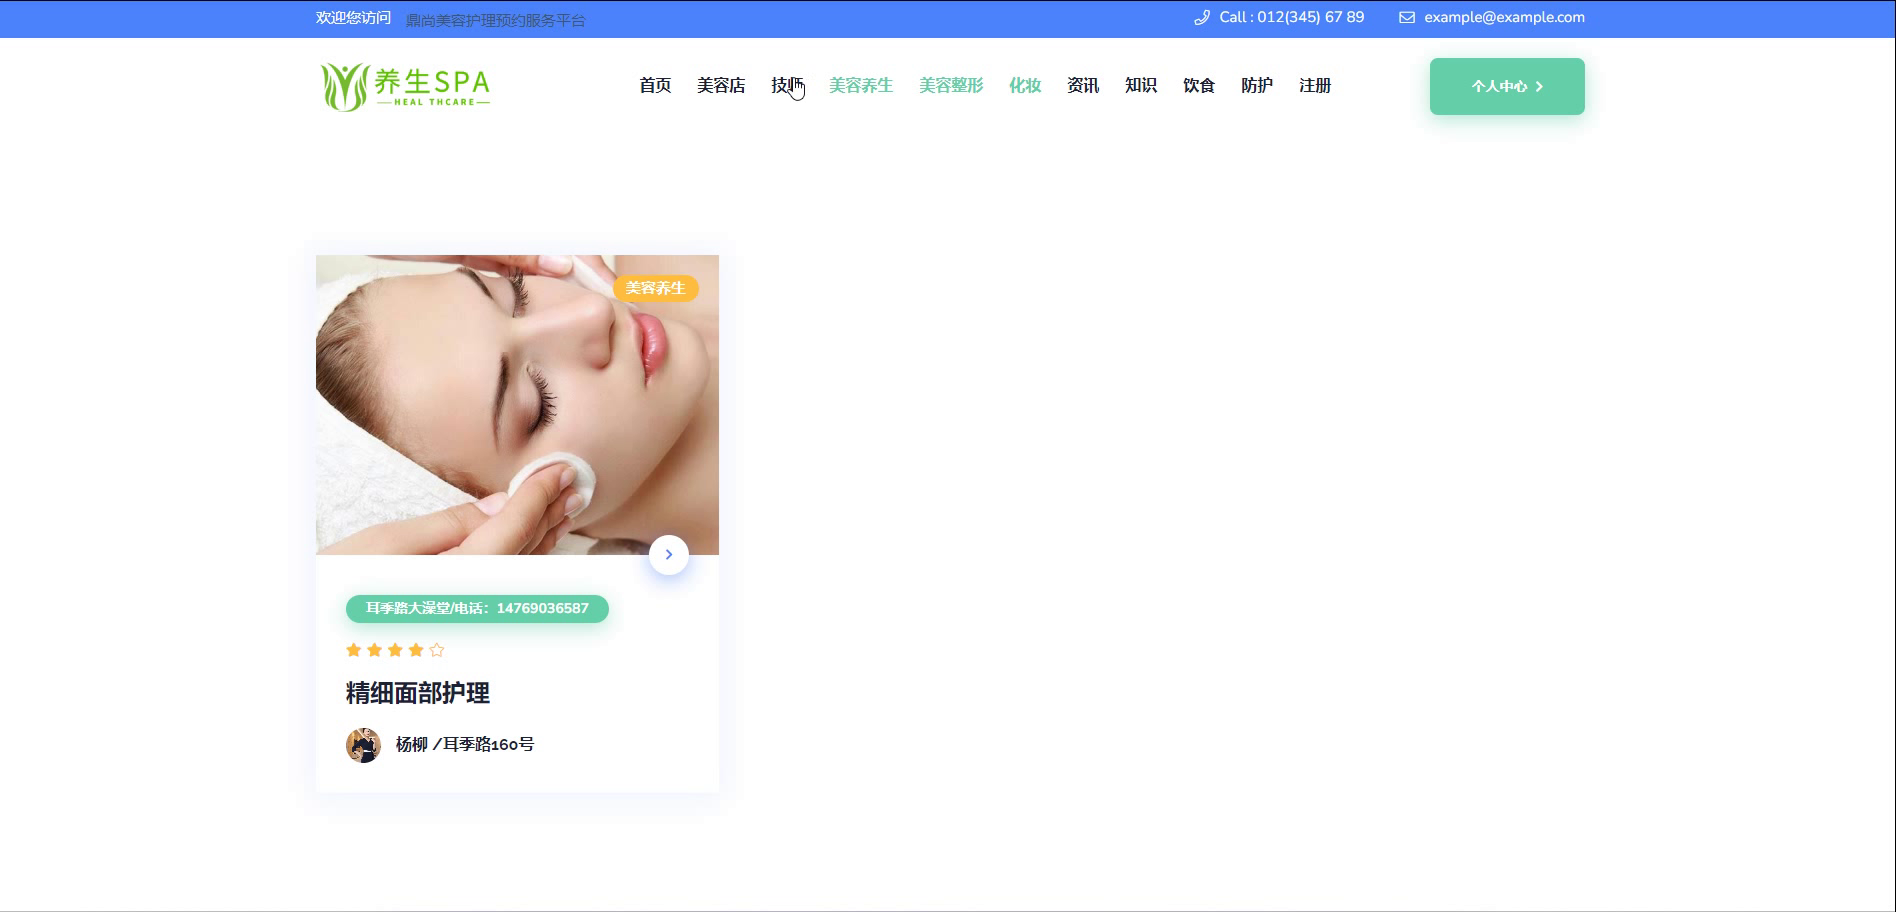 欢迎您访问 鼎尚美容护理预约服务平台 Call : 012(345) 67 89 example@example.com
养生SPA
HEAL THCARE
首页 美容店 技师 美容养生 美容整形 化妆 资讯 知识 饮食 防护 注册 个人中心
美容养生
耳季路大澡堂/电话：14769036587
精细面部护理
杨柳 /耳季路160号